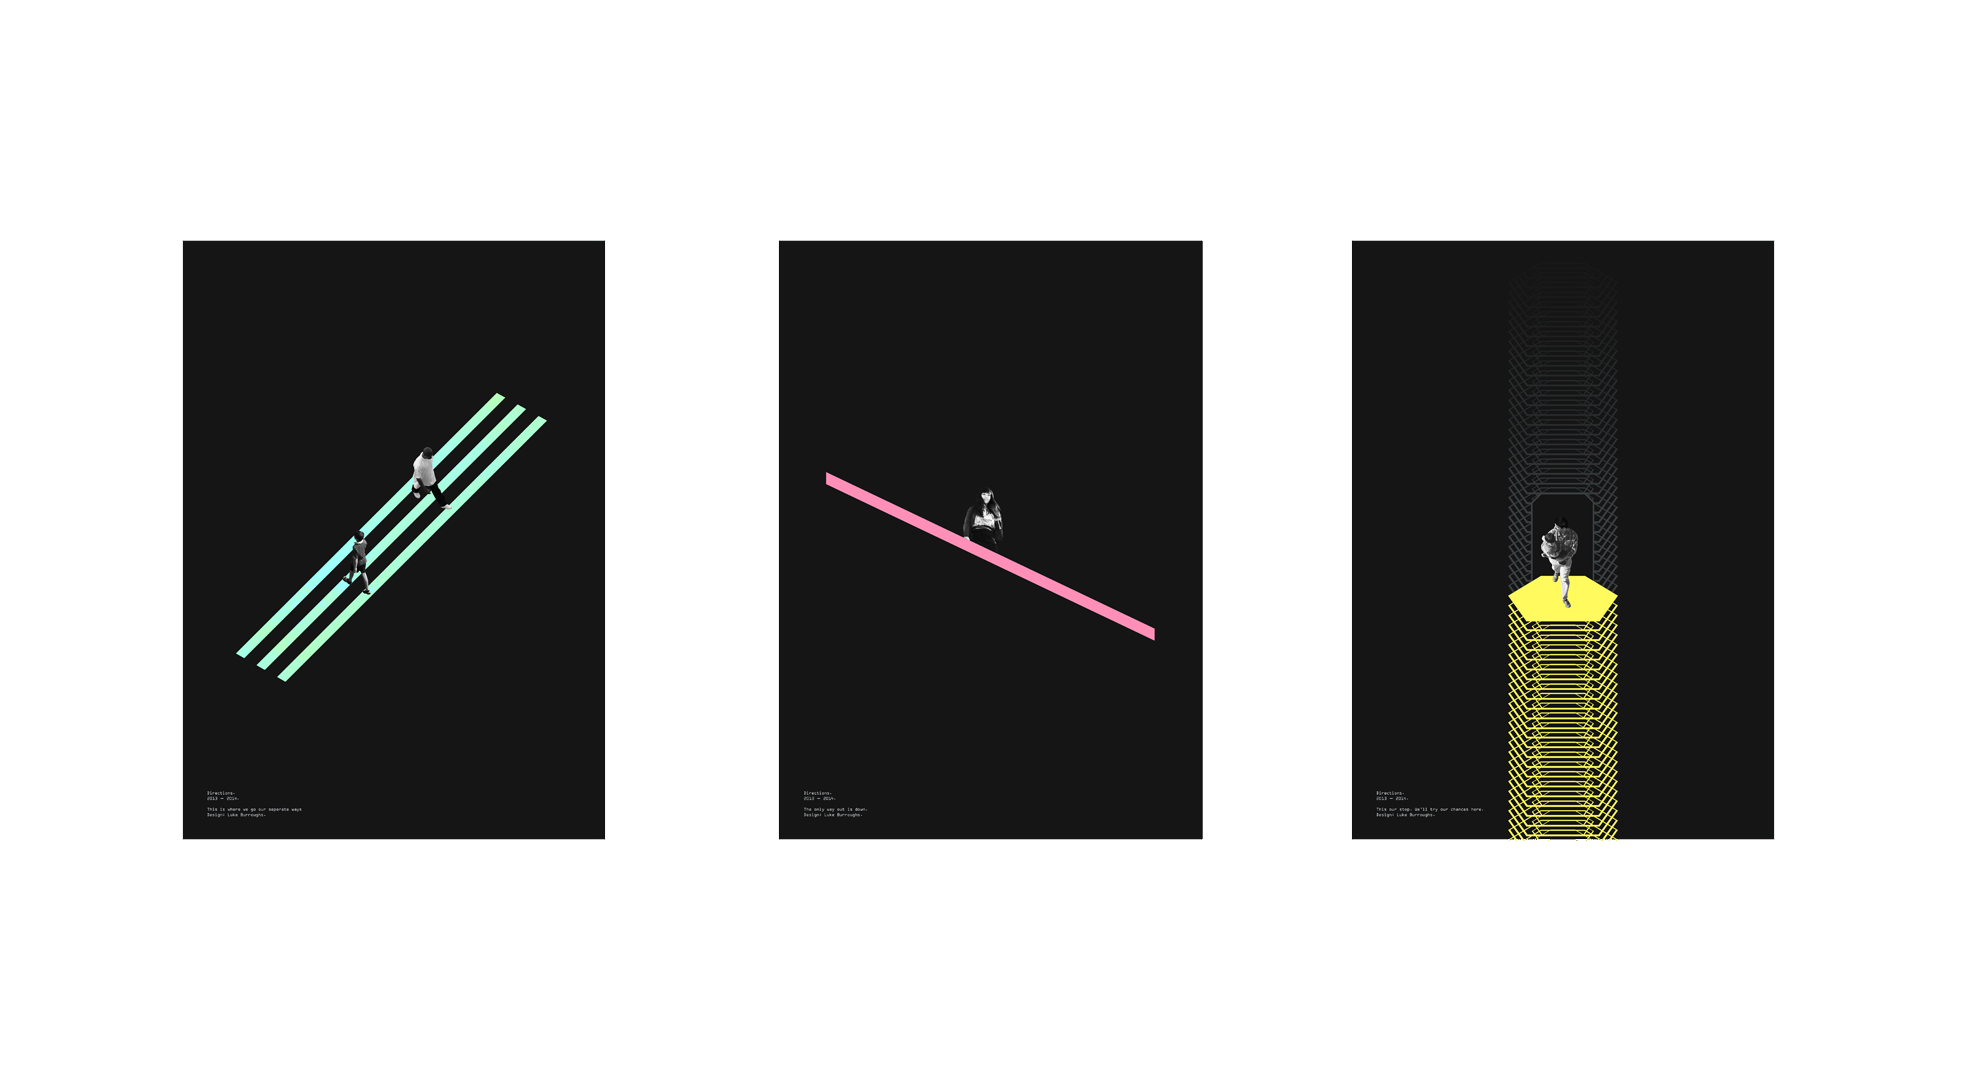 Directions.
2013 — 2014.
This is where we go our separate ways
Design: Luke Burroughs.
Directions.
2013 — 2014.
The only way out is down.
Design: Luke Burroughs.
Directions.
2013 — 2014.
This our stop. We'll try our chances here.
Design: Luke Burroughs.